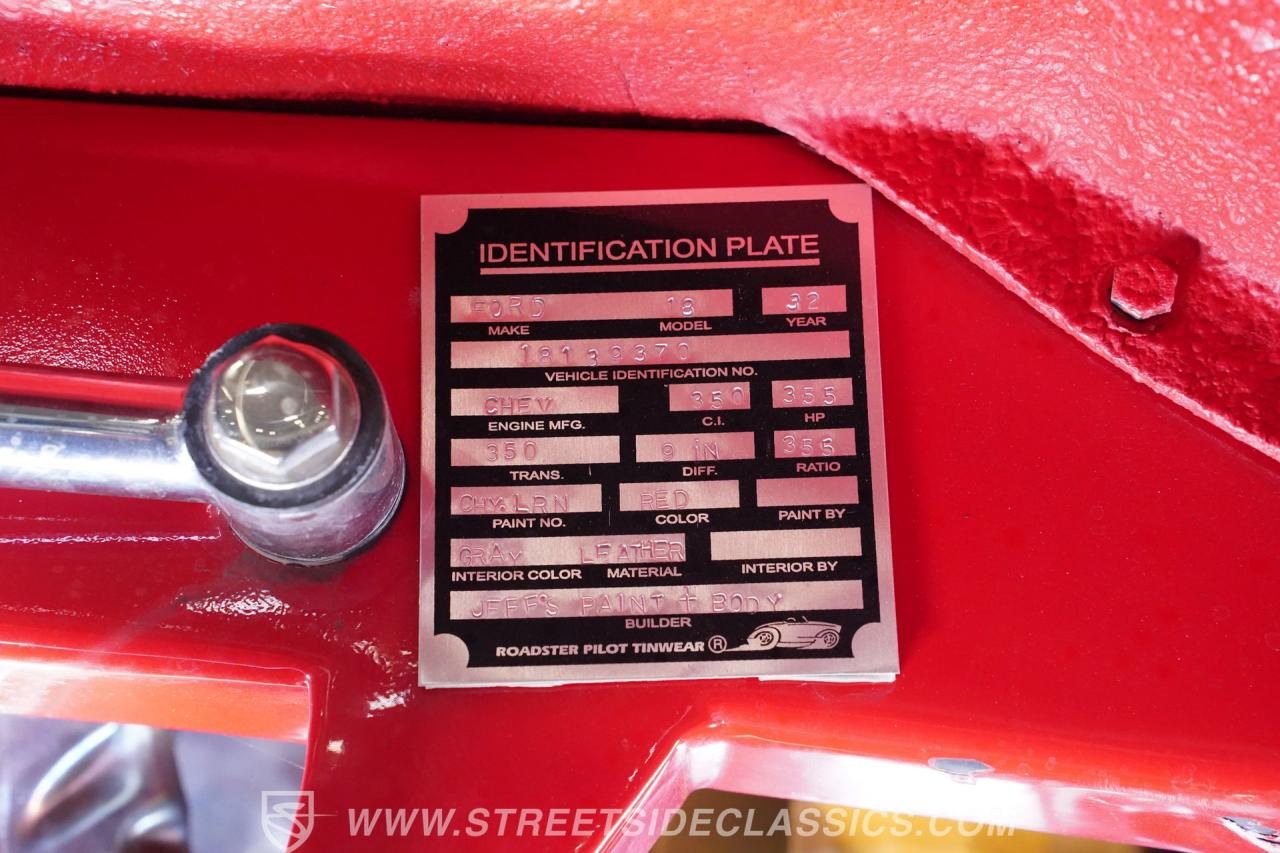 IDENTIFICATION PLATE
FORD 18 32
MAKE MODEL YEAR
18139370
VEHICLE IDENTIFICATION NO.
CHEV 350 355
ENGINE MFG. C.I. HP
350 9 iN 355
TRANS. DIFF. RATIO
CHY.LRN RED
PAINT NO. COLOR PAINT BY
GRAY LEATHER
INTERIOR COLOR MATERIAL INTERIOR BY
JEFF'S PAINT + BODY
BUILDER
ROADSTER PILOT TINWEAR ®
WWW.STREETSIDECLASSICS.COM